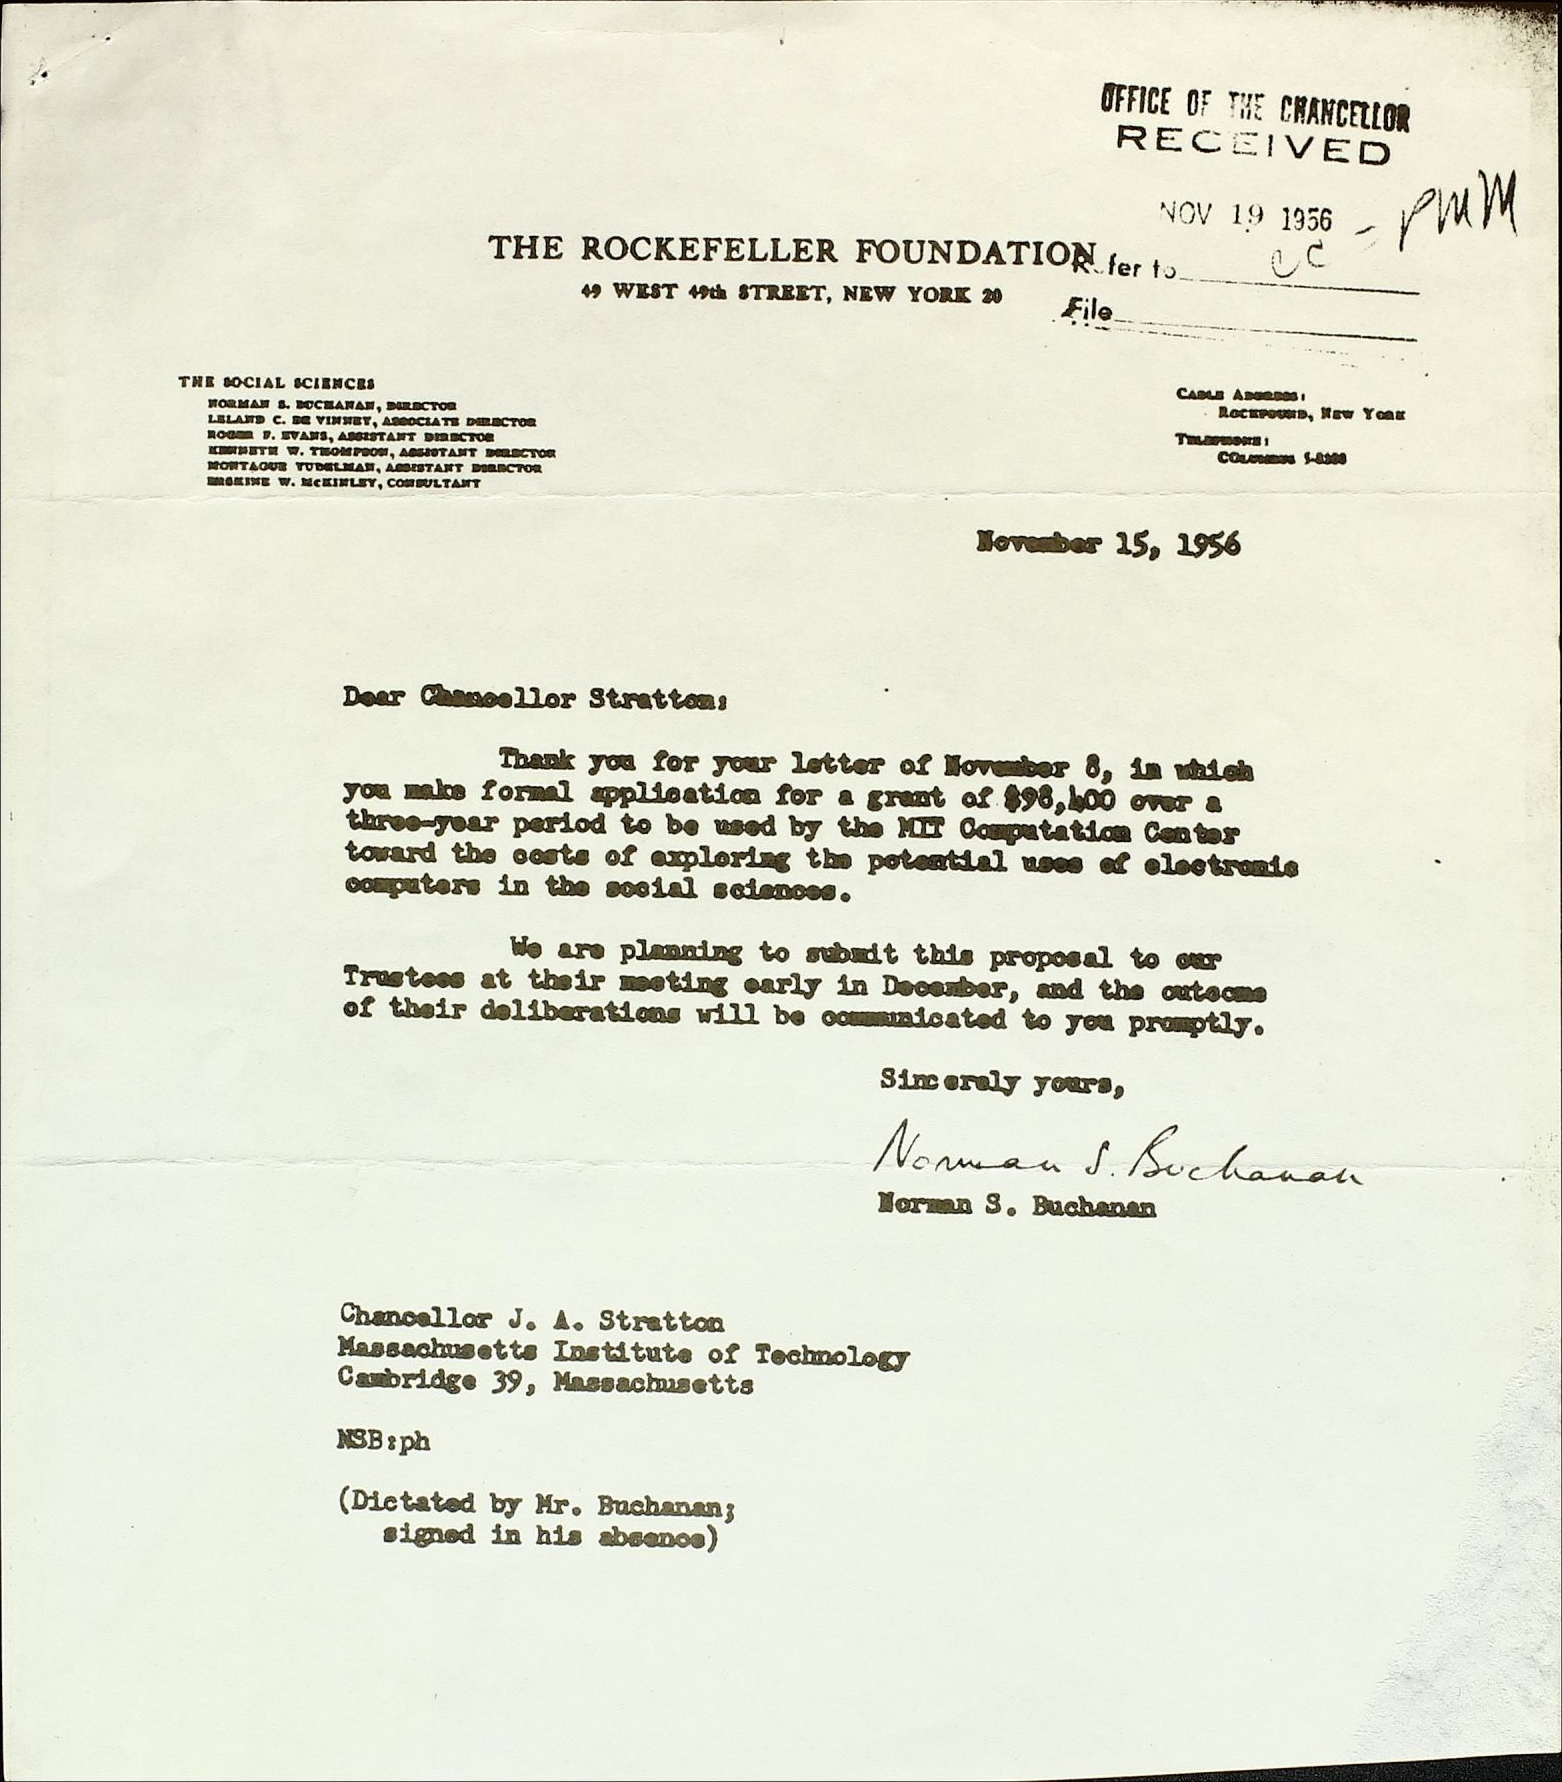 OFFICE OF THE CHANCELLOR
RECEIVED
NOV 19 1956
cc - PMM
THE ROCKEFELLER FOUNDATION
49 WEST 49th STREET, NEW YORK 20
Refer to
File
THE SOCIAL SCIENCES
NORMAN S. BUCHANAN, DIRECTOR
LELAND C. DE VINNEY, ASSOCIATE DIRECTOR
ROGER F. EVANS, ASSISTANT DIRECTOR
KENNETH W. THOMPSON, ASSISTANT DIRECTOR
MONTAGUE YUDELMAN, ASSISTANT DIRECTOR
ERSKINE W. McKINLEY, CONSULTANT
CABLE ADDRESS:
ROCKFOUND, NEW YORK
TELEPHONE:
COLUMBUS
November 15, 1956
Dear Chancellor Stratton:
Thank you for your letter of November 8, in which
you make formal application for a grant of $98,400 over a
three-year period to be used by the MIT Computation Center
toward the costs of exploring the potential uses of electronic
computers in the social sciences.
We are planning to submit this proposal to our
Trustees at their meeting early in December, and the outcome
of their deliberations will be communicated to you promptly.
Sincerely yours,
Norman S. Buchanan
Norman S. Buchanan
Chancellor J. A. Stratton
Massachusetts Institute of Technology
Cambridge 39, Massachusetts
NSB:ph
(Dictated by Mr. Buchanan;
signed in his absence)